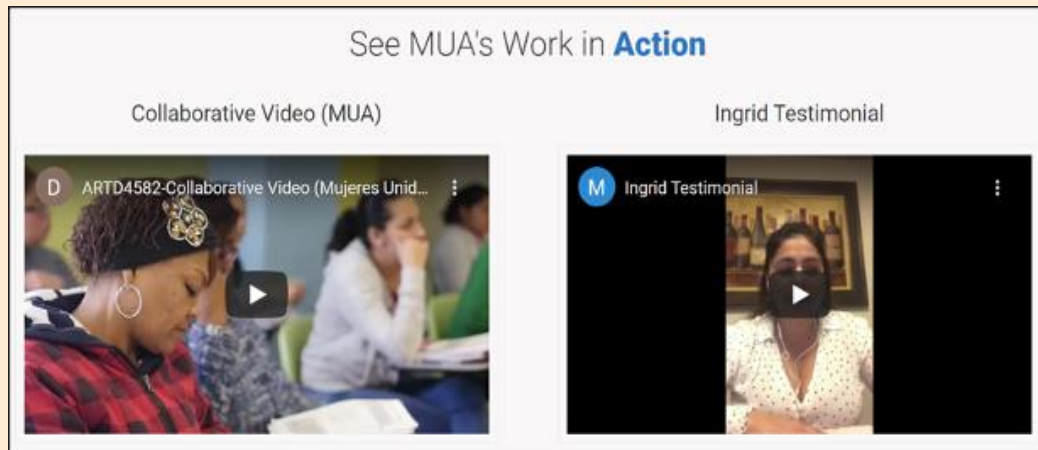 See MUA's Work in Action
Collaborative Video (MUA)
Ingrid Testimonial
D ARTD4582-Collaborative Video (Mujeres Unid...
M Ingrid Testimonial